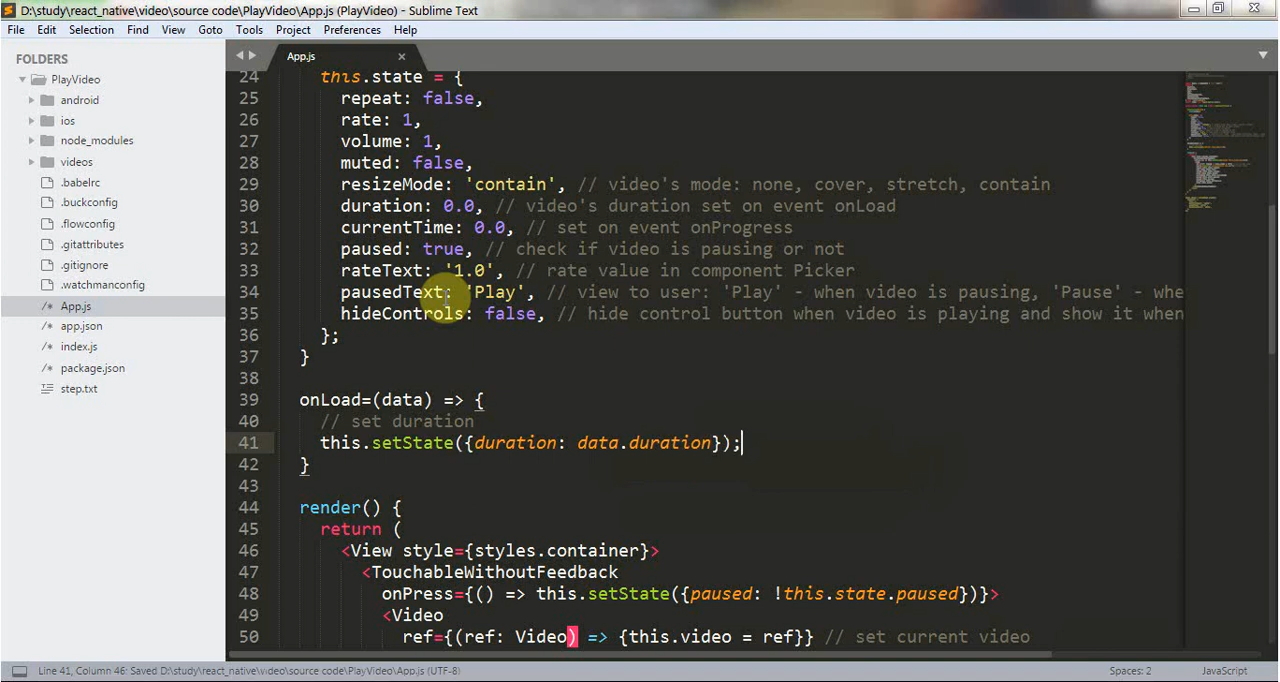 D:\study\react_native\video\source code\PlayVideo\App.js (PlayVideo) - Sublime Text
File Edit Selection Find View Goto Tools Project Preferences Help
FOLDERS
PlayVideo
android
ios
node_modules
videos
.babelrc
.buckconfig
.flowconfig
.gitattributes
.gitignore
.watchmanconfig
/* App.js
/* app.json
/* index.js
/* package.json
step.txt
App.js
24 this.state = {
25 repeat: false,
26 rate: 1,
27 volume: 1,
28 muted: false,
29 resizeMode: 'contain', // video's mode: none, cover, stretch, contain
30 duration: 0.0, // video's duration set on event onLoad
31 currentTime: 0.0, // set on event onProgress
32 paused: true, // check if video is pausing or not
33 rateText: '1.0', // rate value in component Picker
34 pausedText: 'Play', // view to user: 'Play' - when video is pausing, 'Pause' - whe
35 hideControls: false, // hide control button when video is playing and show it when
36 };
37 }
38
39 onLoad=(data) => {
40 // set duration
41 this.setState({duration: data.duration});
42 }
43
44 render() {
45 return (
46 <View style={styles.container}>
47 <TouchableWithoutFeedback
48 onPress={() => this.setState({paused: !this.state.paused})}>
49 <Video
50 ref={(ref: Video) => {this.video = ref}} // set current video
Line 41, Column 46: Saved D:\study\react_native\video\source code\PlayVideo\App.js (UTF-8)
Spaces: 2
JavaScript